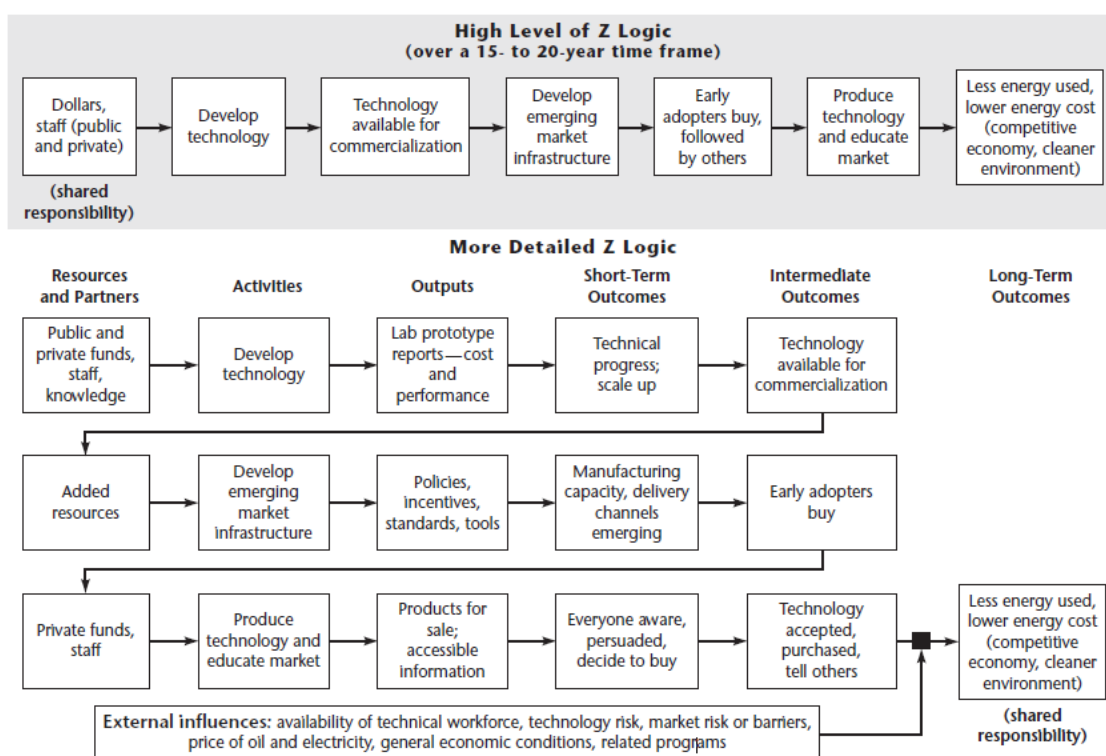 High Level of Z Logic
(over a 15- to 20-year time frame)
Dollars,
staff (public
and private)
(shared
responsibility)
Develop
technology
Technology
available for
commercialization
Develop
emerging
market
infrastructure
Early
adopters buy,
followed
by others
Produce
technology
and educate
market
Less energy used,
lower energy cost
(competitive
economy, cleaner
environment)
More Detailed Z Logic
Resources
and Partners
Activities
Outputs
Short-Term
Outcomes
Intermediate
Outcomes
Long-Term
Outcomes
Public and
private funds,
staff,
knowledge
Develop
technology
Lab prototype
reports—cost
and
performance
Technical
progress;
scale up
Technology
available for
commercialization
Added
resources
Develop
emerging
market
infrastructure
Policies,
incentives,
standards, tools
Manufacturing
capacity, delivery
channels
emerging
Early adopters
buy
Private funds,
staff
Produce
technology and
educate market
Products for
sale;
accessible
information
Everyone aware,
persuaded,
decide to buy
Technology
accepted,
purchased,
tell others
Less energy used,
lower energy cost
(competitive
economy, cleaner
environment)
(shared
responsibility)
External influences: availability of technical workforce, technology risk, market risk or barriers,
price of oil and electricity, general economic conditions, related programs